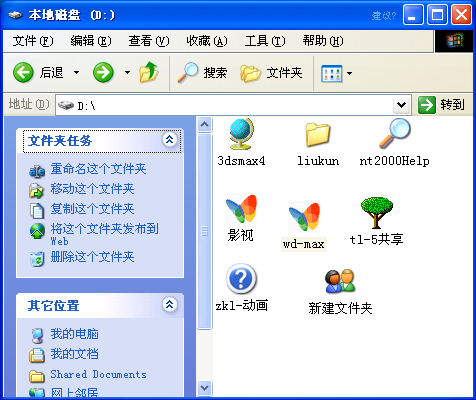 本地磁盘 (D:)
建议?
文件(F) 编辑(E) 查看(V) 收藏(A) 工具(T) 帮助(H)
后退 搜索 文件夹
地址(D) D:\ 转到
文件夹任务
重命名这个文件夹
移动这个文件夹
复制这个文件夹
将这个文件夹发布到
Web
删除这个文件夹
其它位置
我的电脑
我的文档
Shared Documents
网上邻居
3dsmax4 liukun nt2000Help
影视 wd-max tl-5共享
zkl-动画 新建文件夹